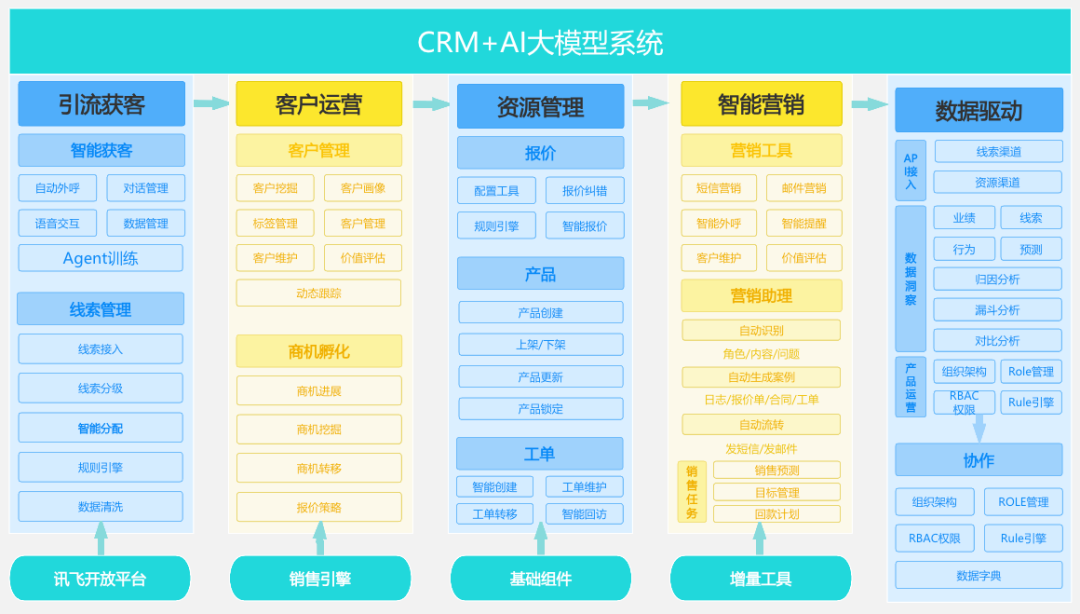 CRM+AI大模型系统
引流获客
智能获客
自动外呼
对话管理
语音交互
数据管理
Agent训练
线索管理
线索接入
线索分级
智能分配
规则引擎
数据清洗
讯飞开放平台
客户运营
客户管理
客户挖掘
客户画像
标签管理
客户管理
客户维护
价值评估
动态跟踪
商机孵化
商机进展
商机挖掘
商机转移
报价策略
销售引擎
资源管理
报价
配置工具
报价纠错
规则引擎
智能报价
产品
产品创建
上架/下架
产品更新
产品锁定
工单
智能创建
工单维护
工单转移
智能回访
基础组件
智能营销
营销工具
短信营销
邮件营销
智能外呼
智能提醒
客户维护
价值评估
营销助理
自动识别
角色/内容/问题
自动生成案例
日志/报价单/合同/工单
自动流转
发短信/发邮件
销售任务
销售预测
目标管理
回款计划
增量工具
数据驱动
AP
I接
入
线索渠道
资源渠道
数据洞察
业绩
线索
行为
预测
归因分析
漏斗分析
对比分析
产品运营
组织架构
Role管理
RBAC
权限
Rule引擎
协作
组织架构
ROLE管理
RBAC权限
Rule引擎
数据字典